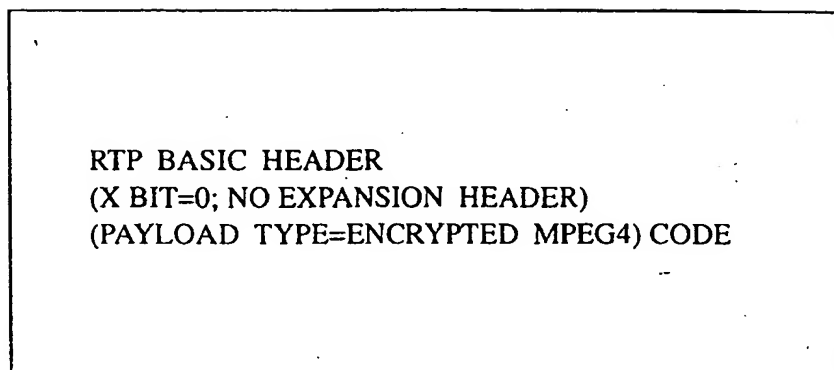 RTP BASIC HEADER
(X BIT=0; NO EXPANSION HEADER)
(PAYLOAD TYPE=ENCRYPTED MPEG4) CODE